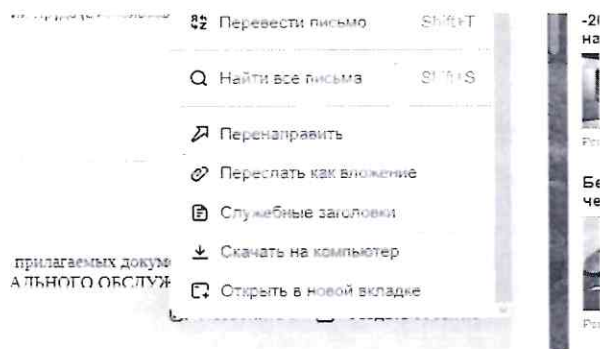 Перевести письмо Shift+T
Найти все письма Shift+S
Перенаправить
Переслать как вложение
Служебные заголовки
Скачать на компьютер
Открыть в новой вкладке
прилагаемых докум
АЛЬНОГО ОБСЛУЖ
-20
на
Бе
че